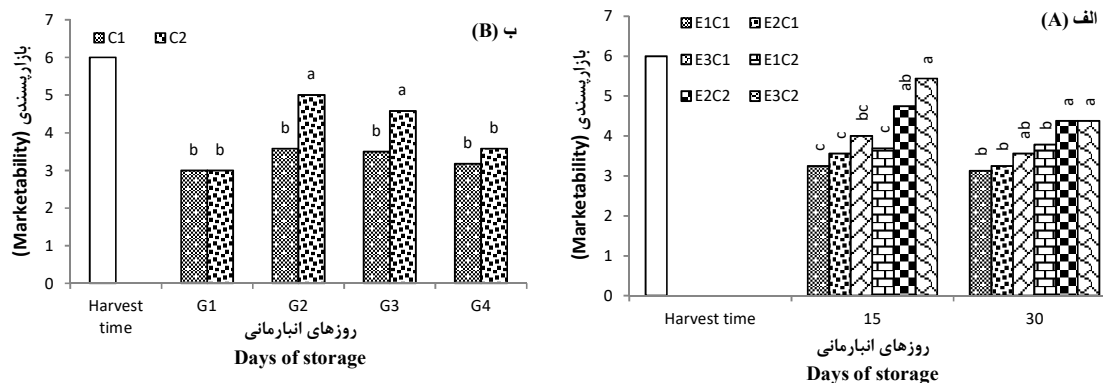 ب (B)
C1 C2
بازارپسندی (Marketability)
7
6
5
4
3
2
1
0
b b b a b a b b
Harvest time G1 G2 G3 G4
روزهای انبارمانی
Days of storage
الف (A)
E1C1 E2C1
E3C1 E1C2
E2C2 E3C2
بازارپسندی (Marketability)
7
6
5
4
3
2
1
0
c c bc c ab a b b ab b a a
Harvest time 15 30
روزهای انبارمانی
Days of storage